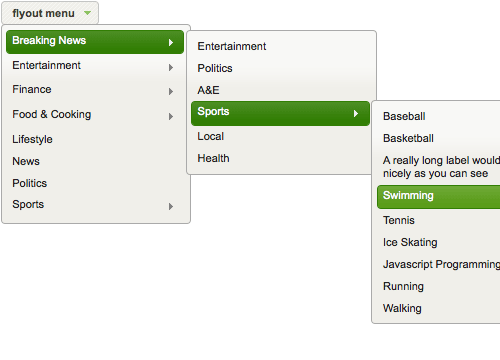 flyout menu
Breaking News
Entertainment
Finance
Food & Cooking
Lifestyle
News
Politics
Sports
Entertainment
Politics
A&E
Sports
Local
Health
Baseball
Basketball
A really long label would
nicely as you can see
Swimming
Tennis
Ice Skating
Javascript Programming
Running
Walking